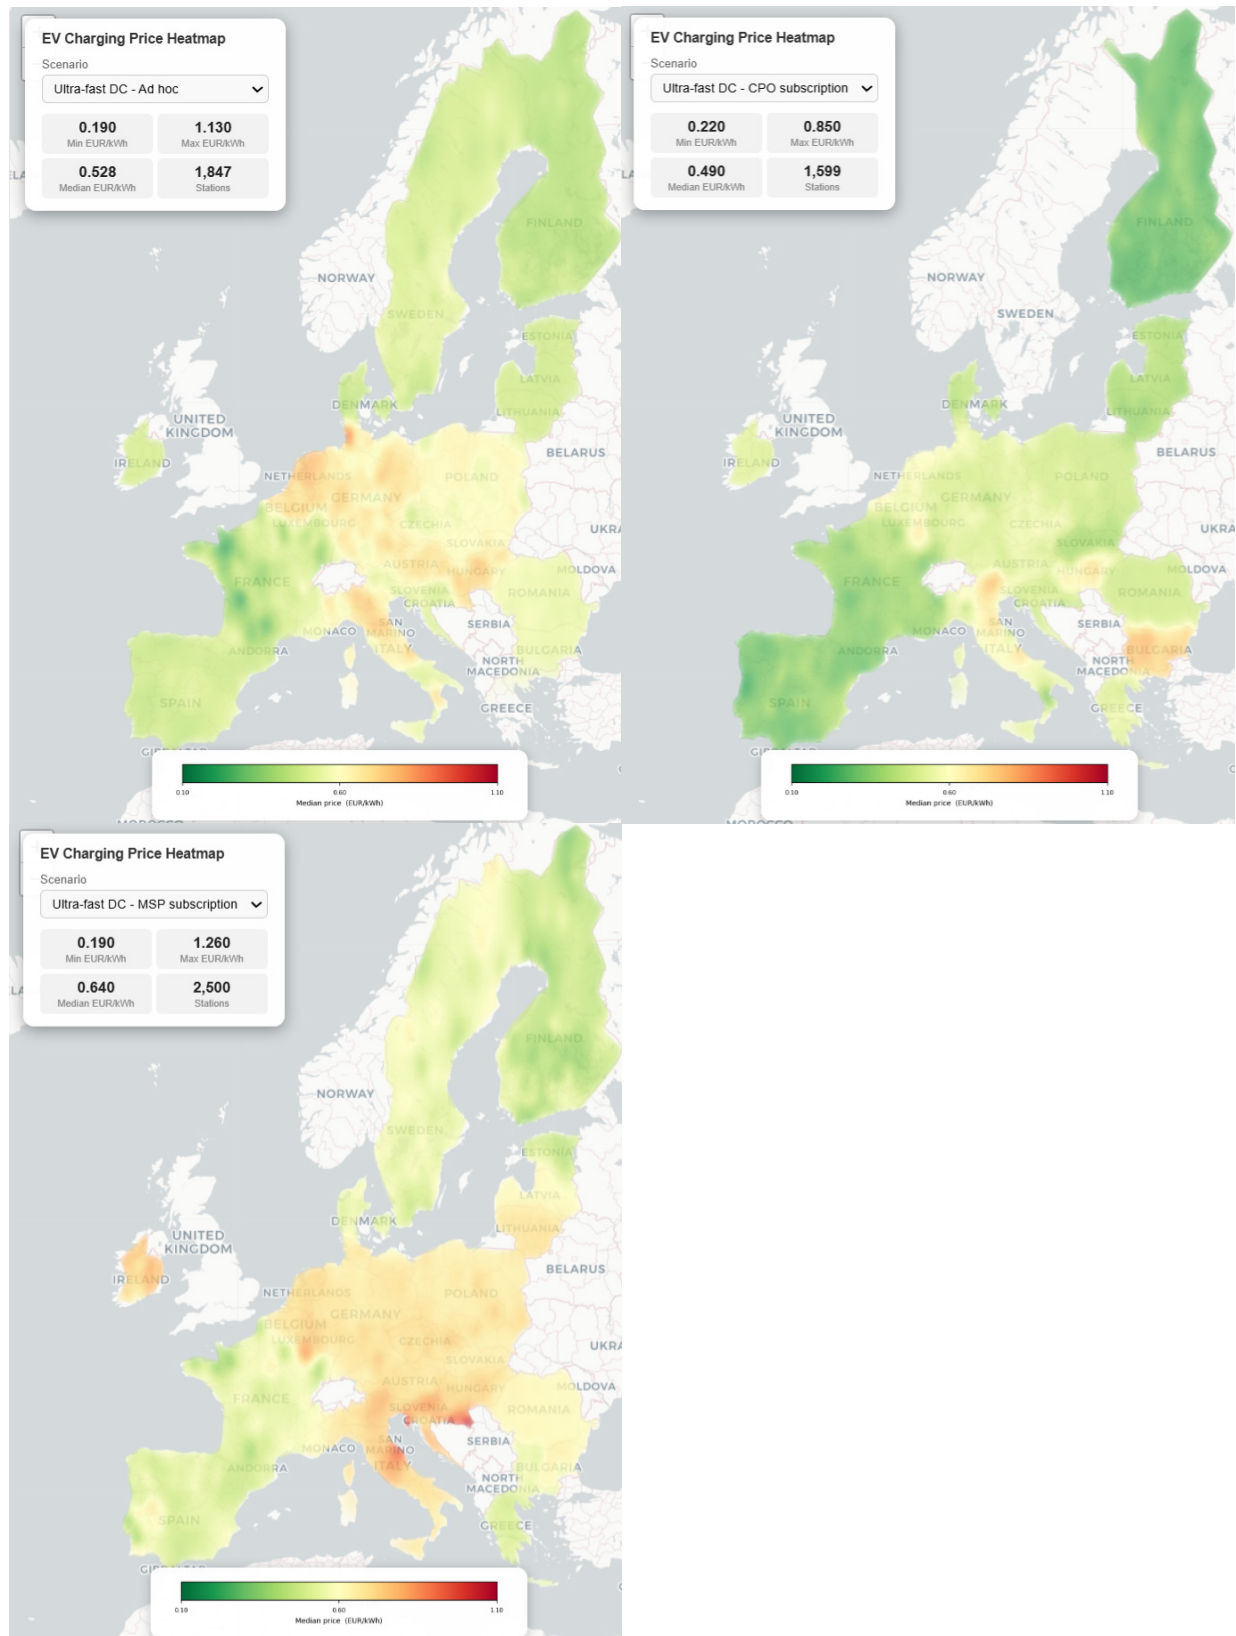 EV Charging Price Heatmap
Scenario
Ultra-fast DC - Ad hoc
0.190
Min EUR/kWh
1.130
Max EUR/kWh
0.528
Median EUR/kWh
1,847
Stations
NORWAY
SWEDEN
FINLAND
ESTONIA
LATVIA
LITHUANIA
DENMARK
UNITED
KINGDOM
IRELAND
BELARUS
NETHERLANDS
POLAND
GERMANY
BELGIUM
LUXEMBOURG
CZECHIA
UKRA
SLOVAKIA
AUSTRIA
HUNGARY
MOLDOVA
FRANCE
SLOVENIA
CROATIA
ROMANIA
SERBIA
MONACO
SAN
MARINO
ITALY
ANDORRA
BULGARIA
NORTH
MACEDONIA
SPAIN
GREECE
0.10
0.60
1.10
Median price (EUR/kWh)
EV Charging Price Heatmap
Scenario
Ultra-fast DC - CPO subscription
0.220
Min EUR/kWh
0.850
Max EUR/kWh
0.490
Median EUR/kWh
1,599
Stations
FINLAND
NORWAY
SWEDEN
ESTONIA
LATVIA
LITHUANIA
DENMARK
UNITED
KINGDOM
IRELAND
BELARUS
NETHERLANDS
POLAND
GERMANY
BELGIUM
LUXEMBOURG
CZECHIA
UKRA
SLOVAKIA
AUSTRIA
HUNGARY
MOLDOVA
FRANCE
SLOVENIA
CROATIA
ROMANIA
SERBIA
MONACO
SAN
MARINO
ITALY
ANDORRA
BULGARIA
NORTH
MACEDONIA
SPAIN
GREECE
0.10
0.60
1.10
Median price (EUR/kWh)
EV Charging Price Heatmap
Scenario
Ultra-fast DC - MSP subscription
0.190
Min EUR/kWh
1.260
Max EUR/kWh
0.640
Median EUR/kWh
2,500
Stations
FINLAND
NORWAY
SWEDEN
ESTONIA
LATVIA
LITHUANIA
DENMARK
UNITED
KINGDOM
IRELAND
BELARUS
NETHERLANDS
POLAND
GERMANY
BELGIUM
LUXEMBOURG
CZECHIA
UKRA
SLOVAKIA
AUSTRIA
HUNGARY
MOLDOVA
FRANCE
SLOVENIA
CROATIA
ROMANIA
SERBIA
MONACO
SAN
MARINO
ITALY
ANDORRA
BULGARIA
NORTH
MACEDONIA
SPAIN
GREECE
0.10
0.60
1.10
Median price (EUR/kWh)